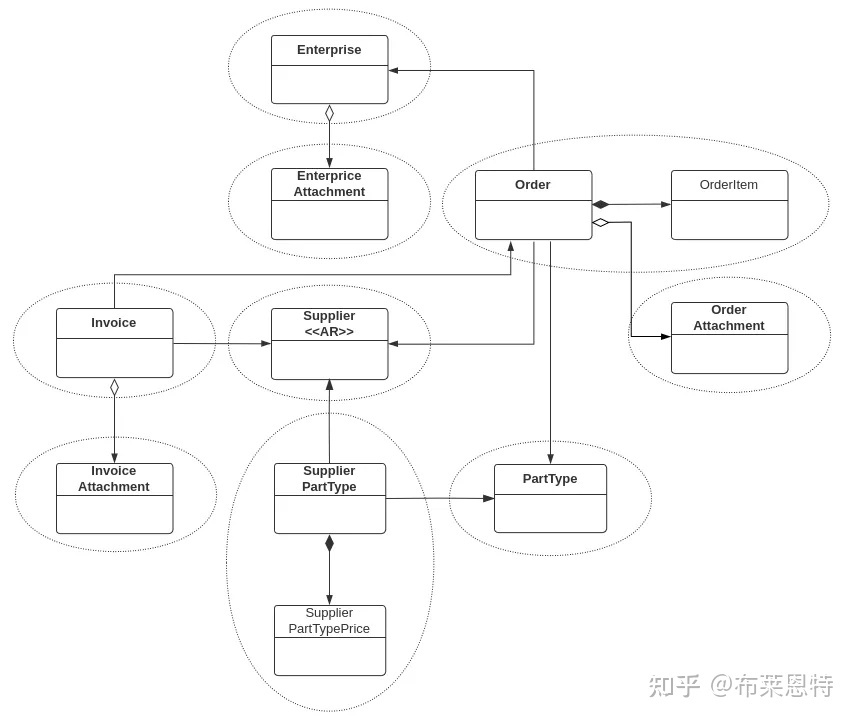 Enterprise
Enterprice
Attachment
Order
OrderItem
Order
Attachment
Invoice
Supplier
<<AR>>
Invoice
Attachment
Supplier
PartType
PartType
Supplier
PartTypePrice
知乎 @布莱恩特